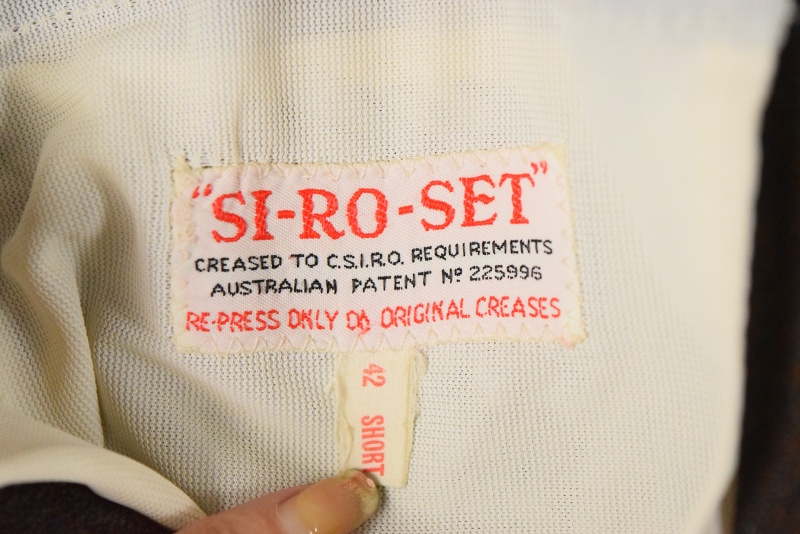 "SI-RO-SET"
CREASED TO C.S.I.R.O. REQUIREMENTS
AUSTRALIAN PATENT Nº 225996
RE-PRESS ONLY ON ORIGINAL CREASES
42 SHORT